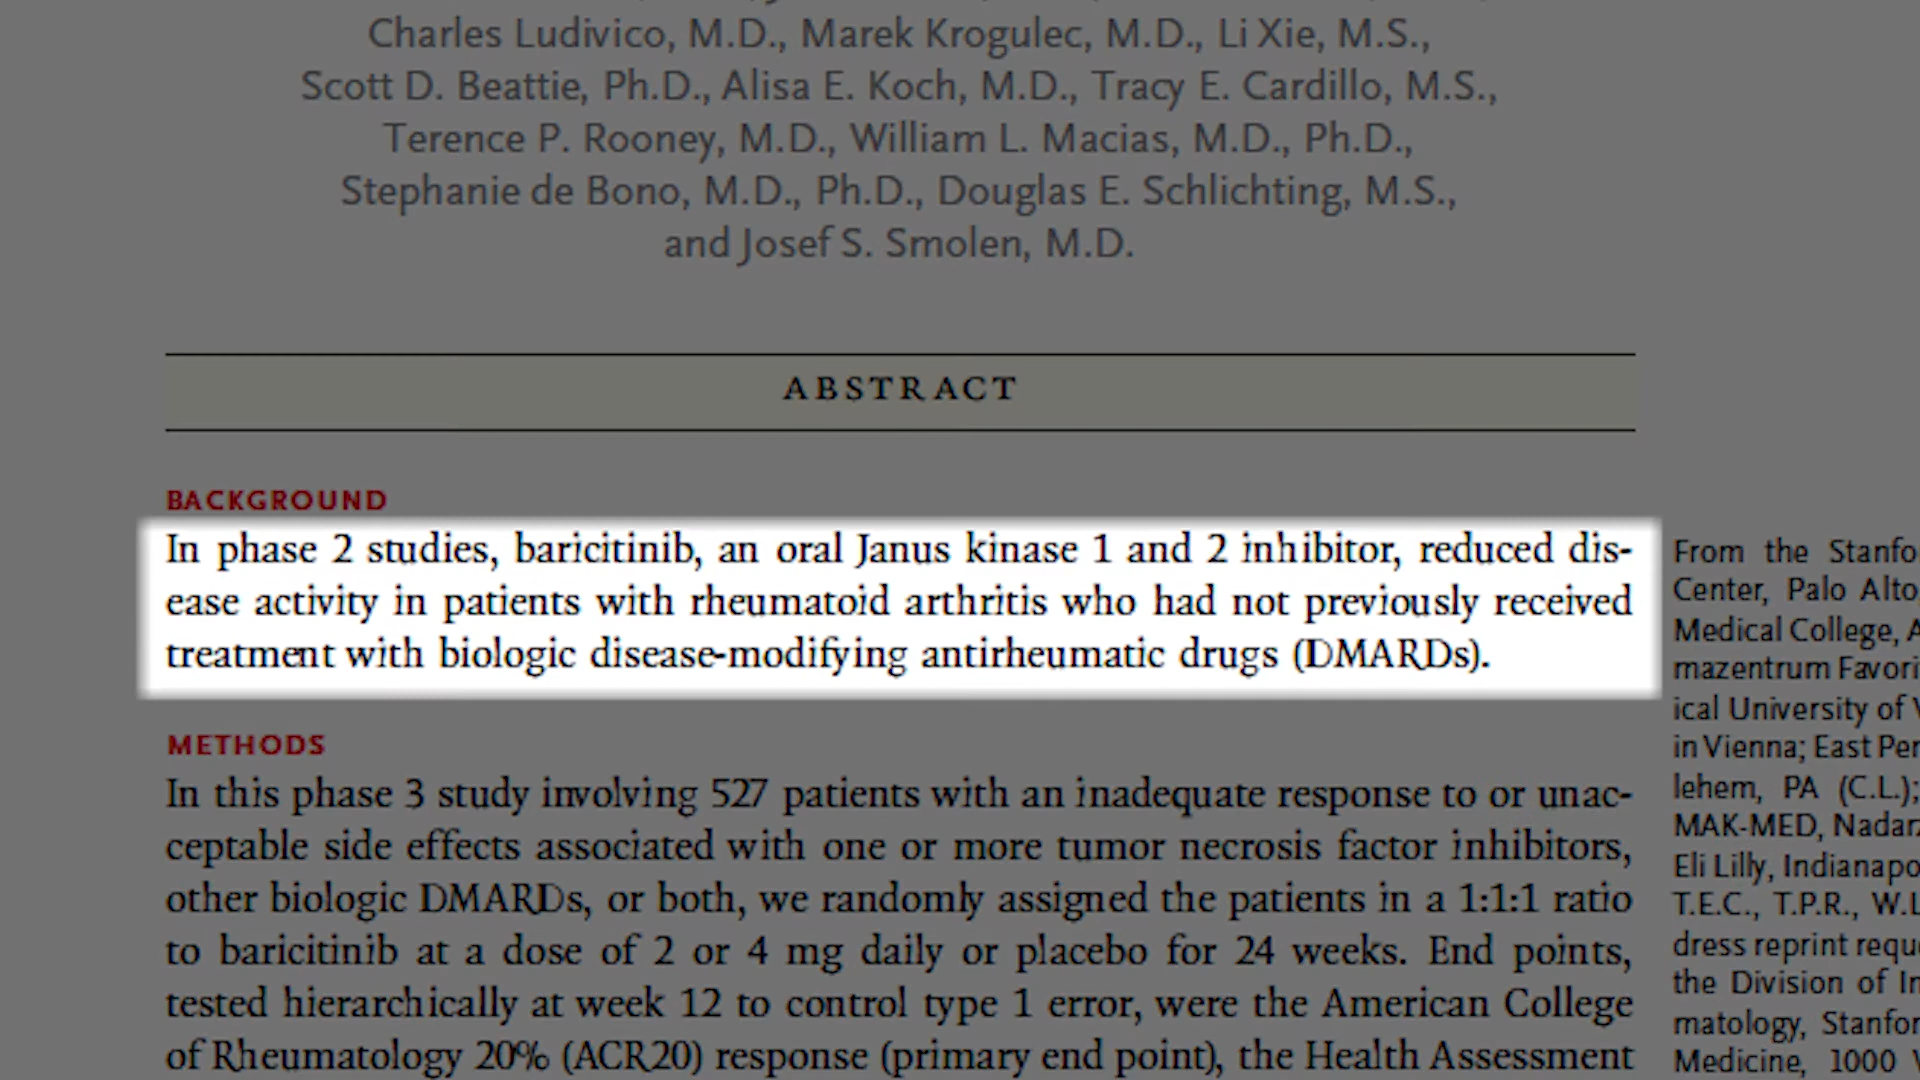 Charles Ludivico, M.D., Marek Krogulec, M.D., Li Xie, M.S.,
Scott D. Beattie, Ph.D., Alisa E. Koch, M.D., Tracy E. Cardillo, M.S.,
Terence P. Rooney, M.D., William L. Macias, M.D., Ph.D.,
Stephanie de Bono, M.D., Ph.D., Douglas E. Schlichting, M.S.,
and Josef S. Smolen, M.D.
ABSTRACT
BACKGROUND
In phase 2 studies, baricitinib, an oral Janus kinase 1 and 2 inhibitor, reduced dis-
ease activity in patients with rheumatoid arthritis who had not previously received
treatment with biologic disease-modifying antirheumatic drugs (DMARDs).
METHODS
In this phase 3 study involving 527 patients with an inadequate response to or unac-
ceptable side effects associated with one or more tumor necrosis factor inhibitors,
other biologic DMARDs, or both, we randomly assigned the patients in a 1:1:1 ratio
to baricitinib at a dose of 2 or 4 mg daily or placebo for 24 weeks. End points,
tested hierarchically at week 12 to control type 1 error, were the American College
of Rheumatology 20% (ACR20) response (primary end point), the Health Assessment
From the Stanfo
Center, Palo Alto,
Medical College, A
mazentrum Favori
ical University of V
in Vienna; East Per
lehem, PA (C.L.);
MAK-MED, Nadarz
Eli Lilly, Indianapo
T.E.C., T.P.R., W.L
dress reprint requ
the Division of In
matology, Stanfor
Medicine, 1000